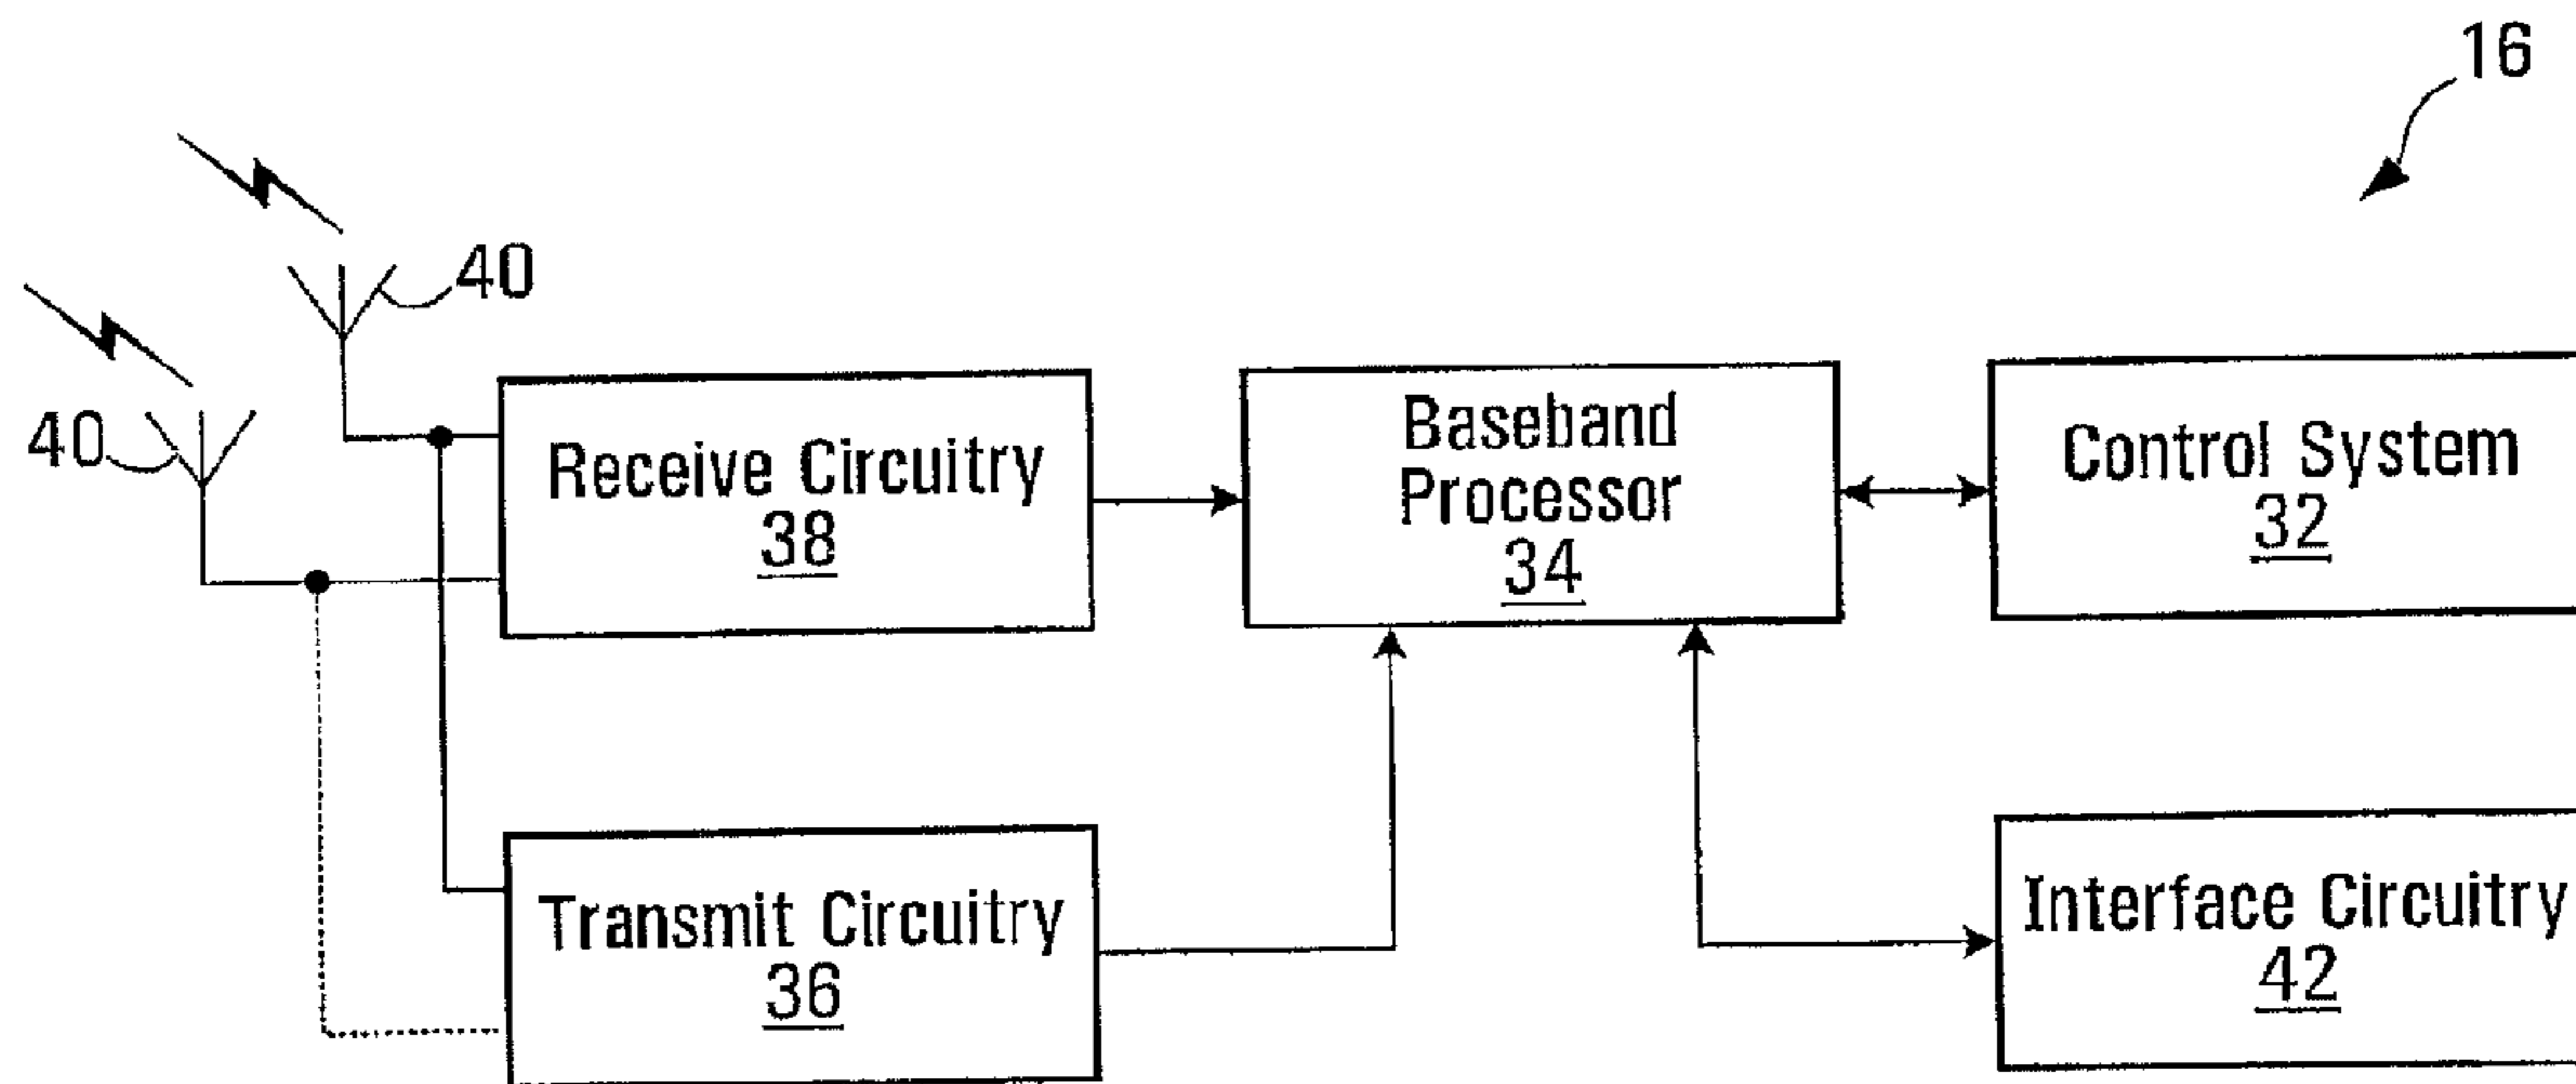 16
40
40
Receive Circuitry
38
Baseband
Processor
34
Control System
32
Transmit Circuitry
36
Interface Circuitry
42